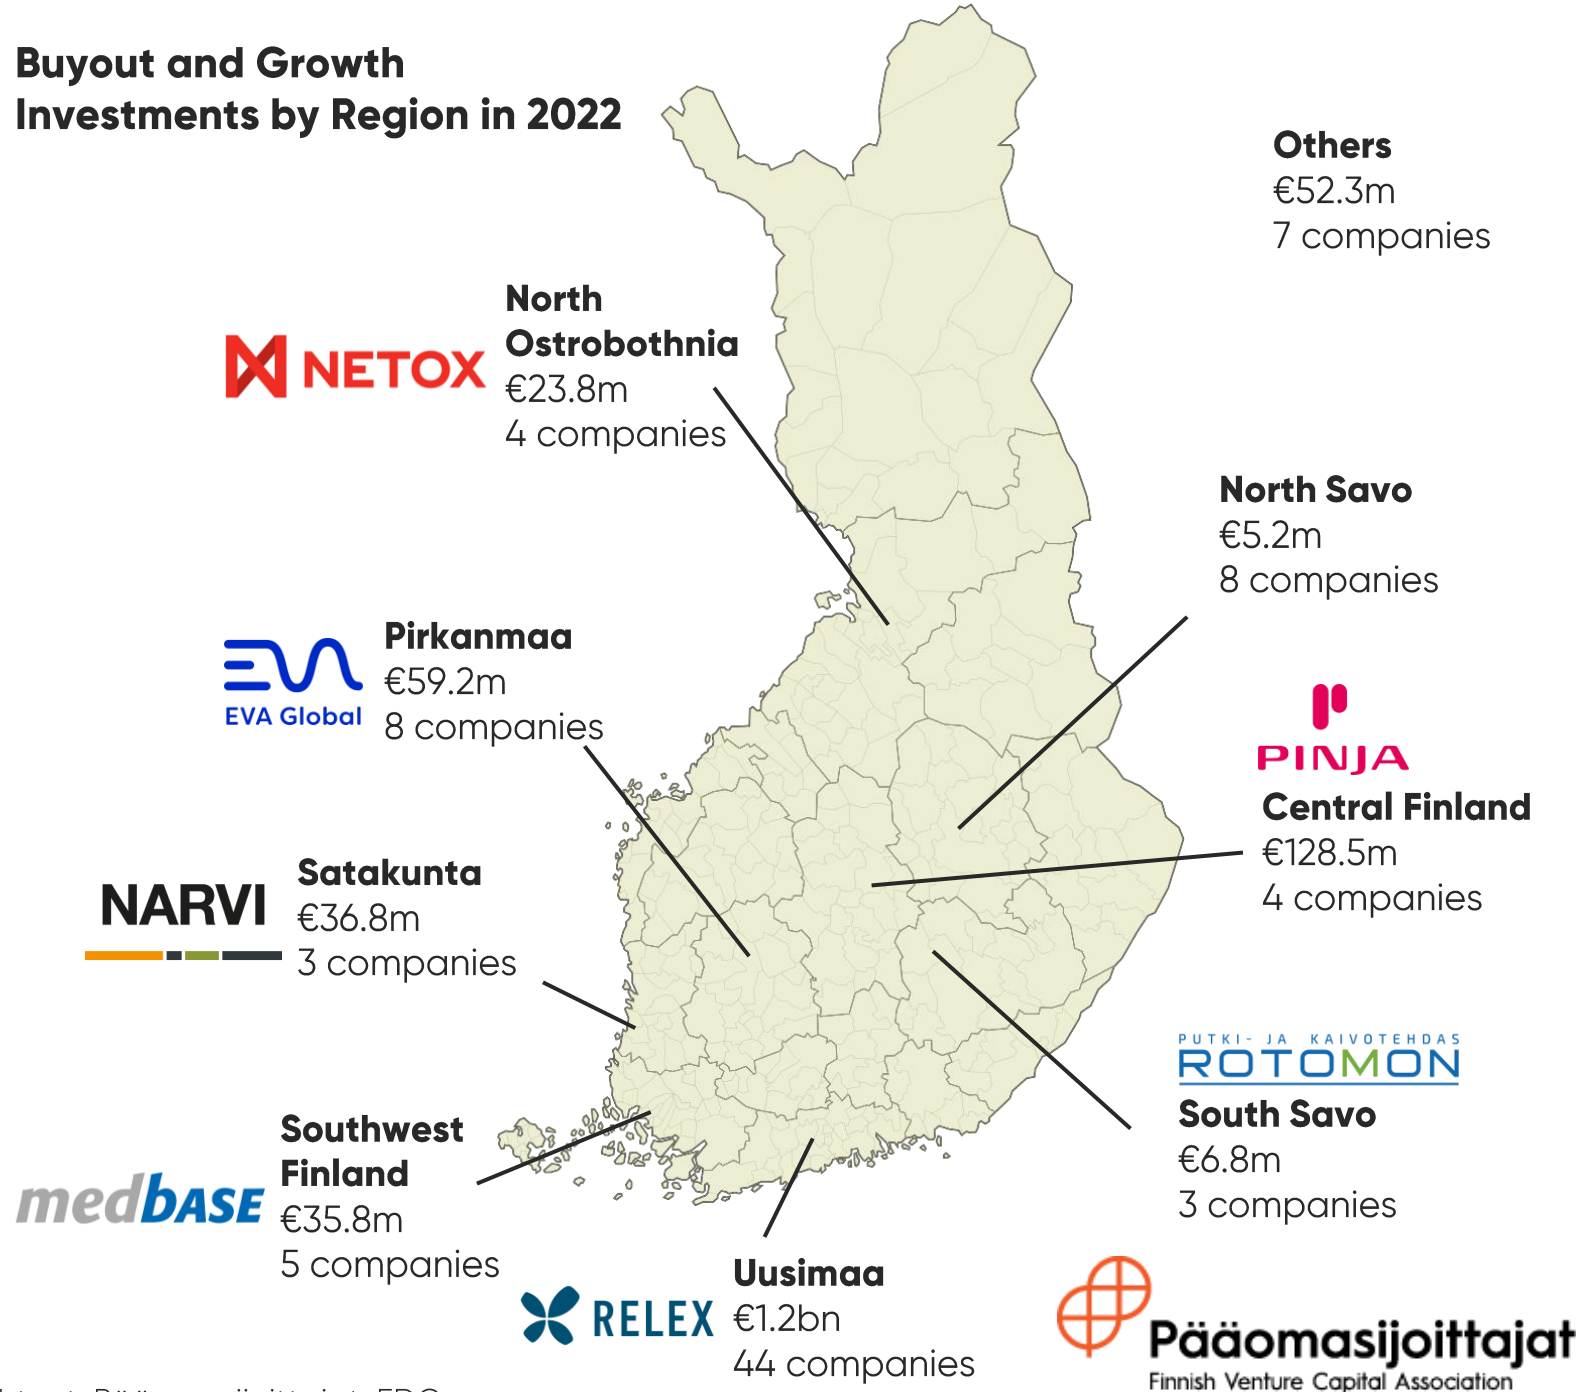 Buyout and Growth
Investments by Region in 2022
Others
€52.3m
7 companies
North
Ostrobothnia
€23.8m
4 companies
NETOX
North Savo
€5.2m
8 companies
Pirkanmaa
€59.2m
8 companies
EVA Global
PINJA
Central Finland
€128.5m
4 companies
Satakunta
€36.8m
3 companies
NARVI
PUTKI- JA KAIVOTEHDAS
ROTOMON
South Savo
€6.8m
3 companies
Southwest
Finland
€35.8m
5 companies
medBASE
Uusimaa
€1.2bn
44 companies
RELEX
Pääomasijoittajat
Finnish Venture Capital Association